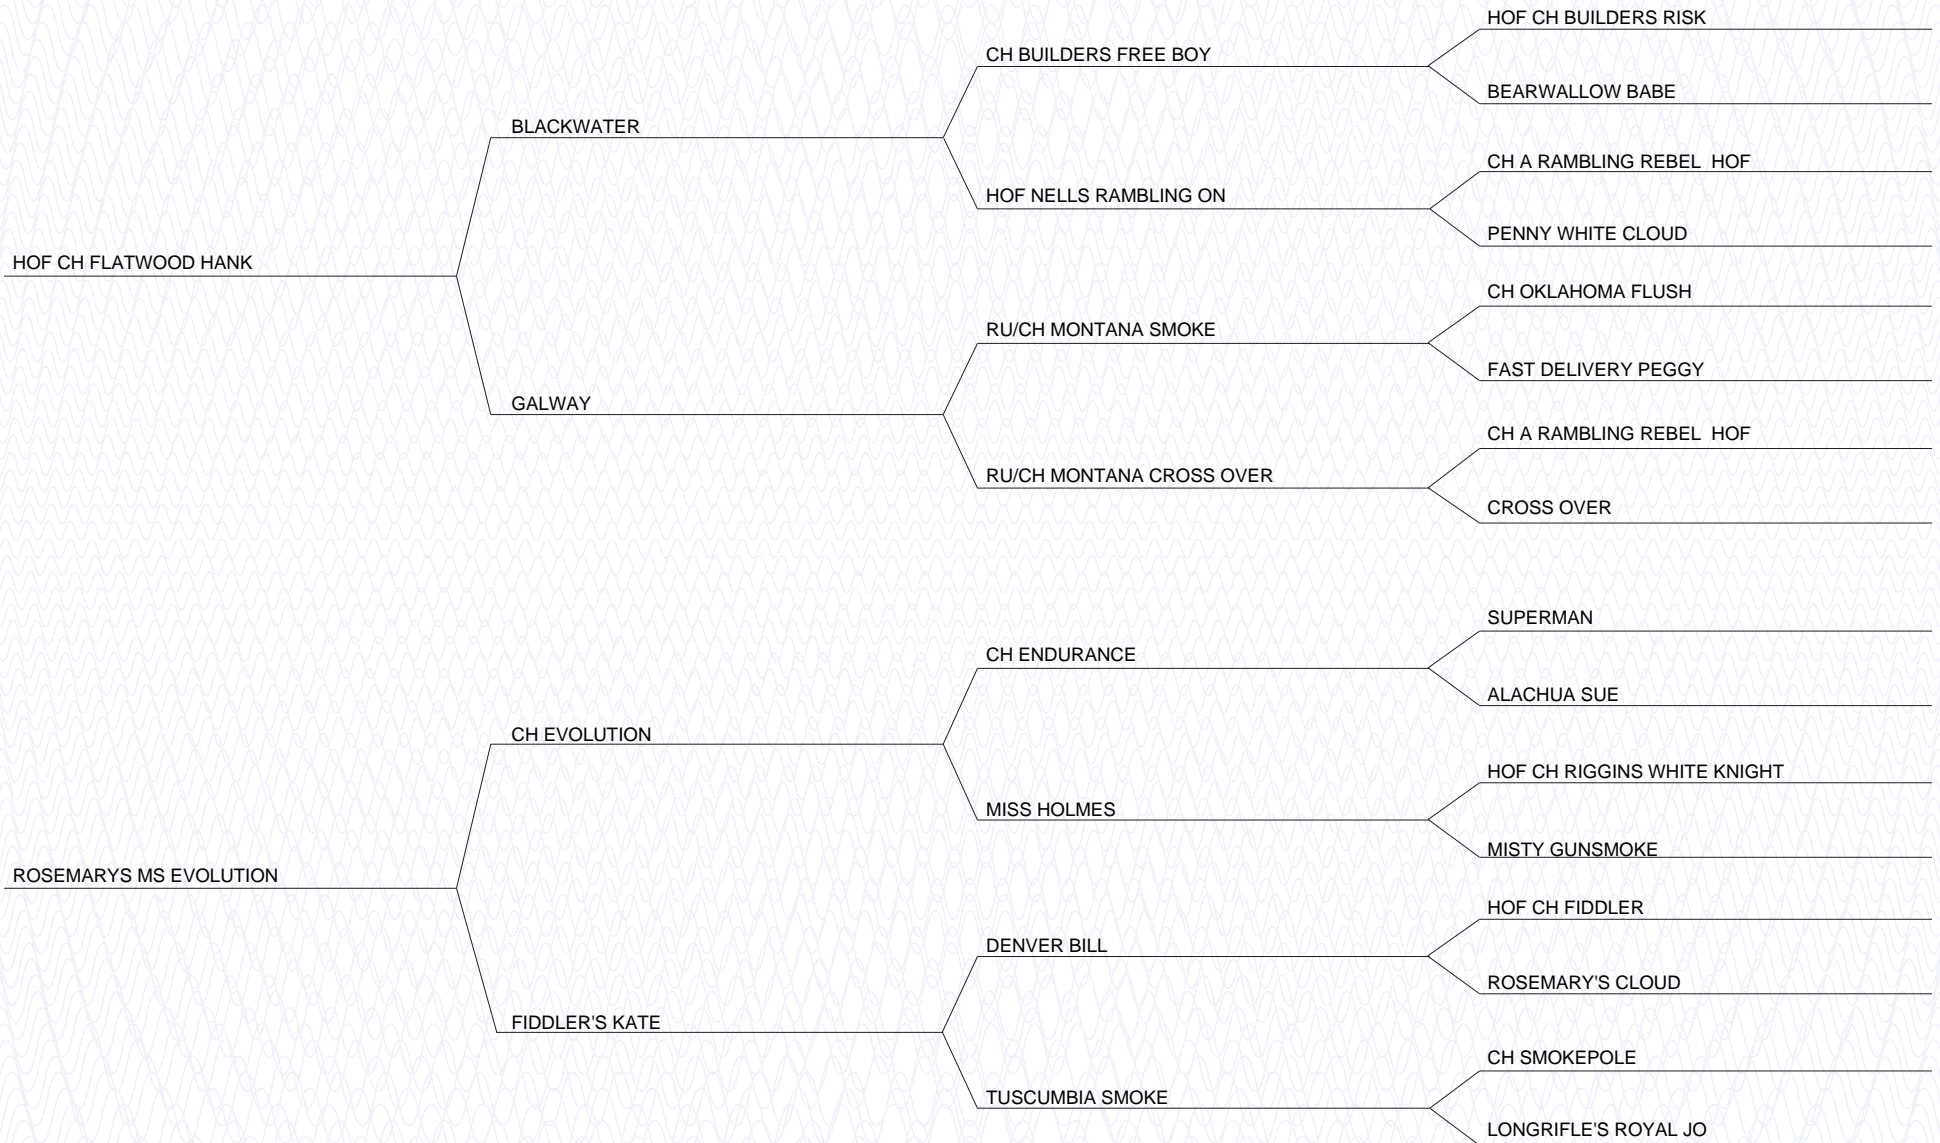 HOF CH FLATWOOD HANK
BLACKWATER
CH BUILDERS FREE BOY
HOF CH BUILDERS RISK
BEARWALLOW BABE
HOF NELLS RAMBLING ON
CH A RAMBLING REBEL  HOF
PENNY WHITE CLOUD
GALWAY
RU/CH MONTANA SMOKE
CH OKLAHOMA FLUSH
FAST DELIVERY PEGGY
RU/CH MONTANA CROSS OVER
CH A RAMBLING REBEL  HOF
CROSS OVER
ROSEMARYS MS EVOLUTION
CH EVOLUTION
CH ENDURANCE
SUPERMAN
ALACHUA SUE
MISS HOLMES
HOF CH RIGGINS WHITE KNIGHT
MISTY GUNSMOKE
FIDDLER'S KATE
DENVER BILL
HOF CH FIDDLER
ROSEMARY'S CLOUD
TUSCUMBIA SMOKE
CH SMOKEPOLE
LONGRIFLE'S ROYAL JO